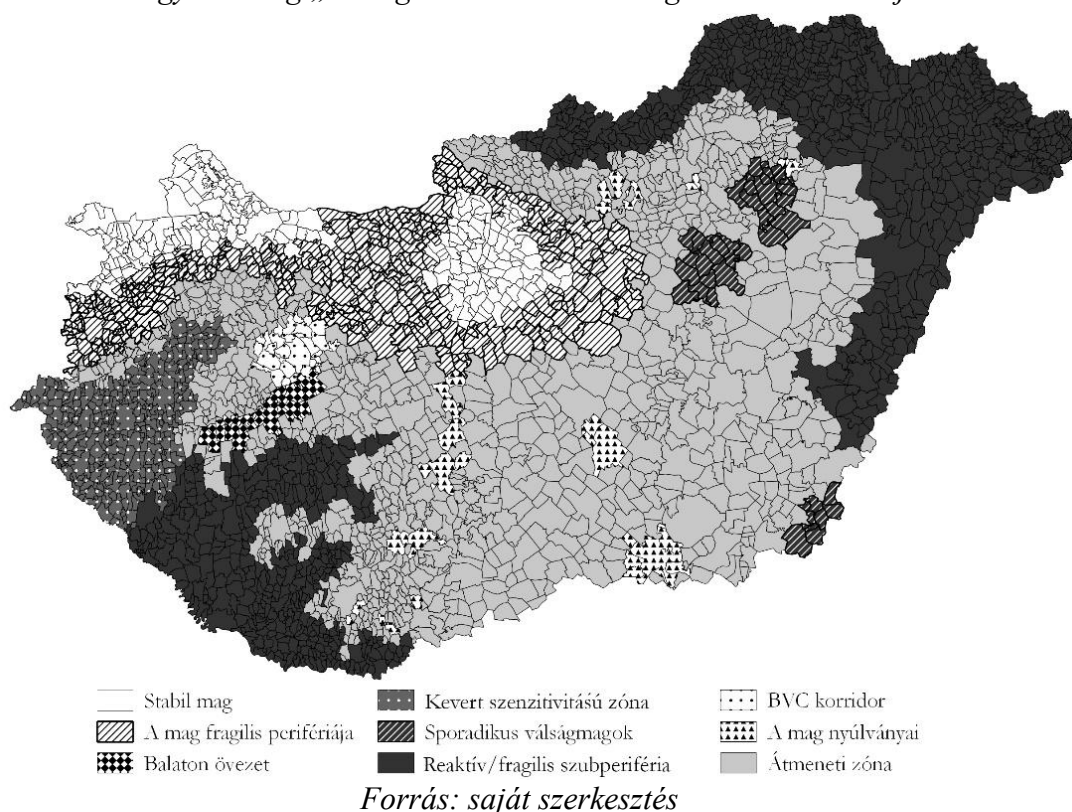 Stabil mag
Kevert szenzitivitású zóna
BVC korridor
A mag fragilis perifériája
Sporadikus válságmagok
A mag nyúlványai
Balaton övezet
Reaktív/fragilis szubperiféria
Átmeneti zóna
Forrás: saját szerkesztés